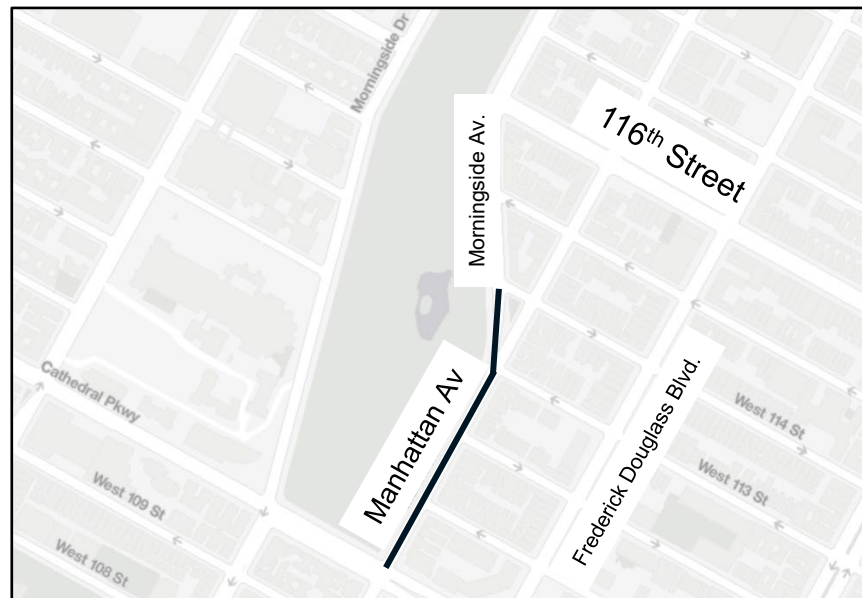 Morningside Dr
Morningside Av.
116th Street
Manhattan Av
Frederick Douglass Blvd.
Cathedral Pkwy
West 114 St
West 113 St
West 109 St
West 108 St